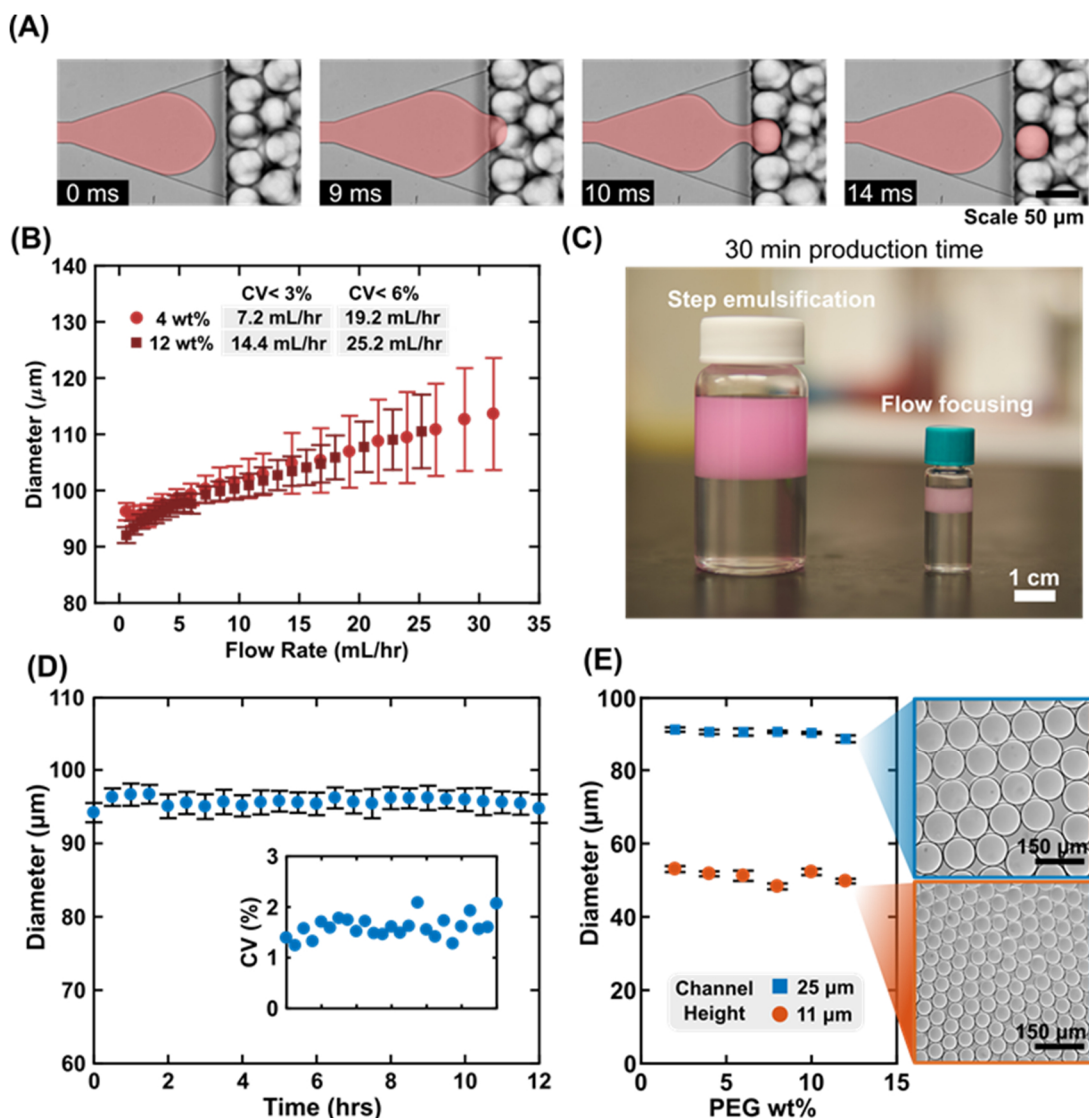 (A)
0 ms
9 ms
10 ms
14 ms
Scale 50 µm
(B)
140
130
120
110
100
90
80
Diameter (µm)
CV< 3% CV< 6%
4 wt% 7.2 mL/hr 19.2 mL/hr
12 wt% 14.4 mL/hr 25.2 mL/hr
0 5 10 15 20 25 30 35
Flow Rate (mL/hr)
(C)
30 min production time
Step emulsification
Flow focusing
1 cm
(D)
110
100
90
80
70
60
Diameter (µm)
3
2
1
0
CV (%)
0 2 4 6 8 10 12
Time (hrs)
(E)
100
80
60
40
20
0
Diameter (µm)
Channel 25 µm
Height 11 µm
0 5 10 15
PEG wt%
150 µm
150 µm